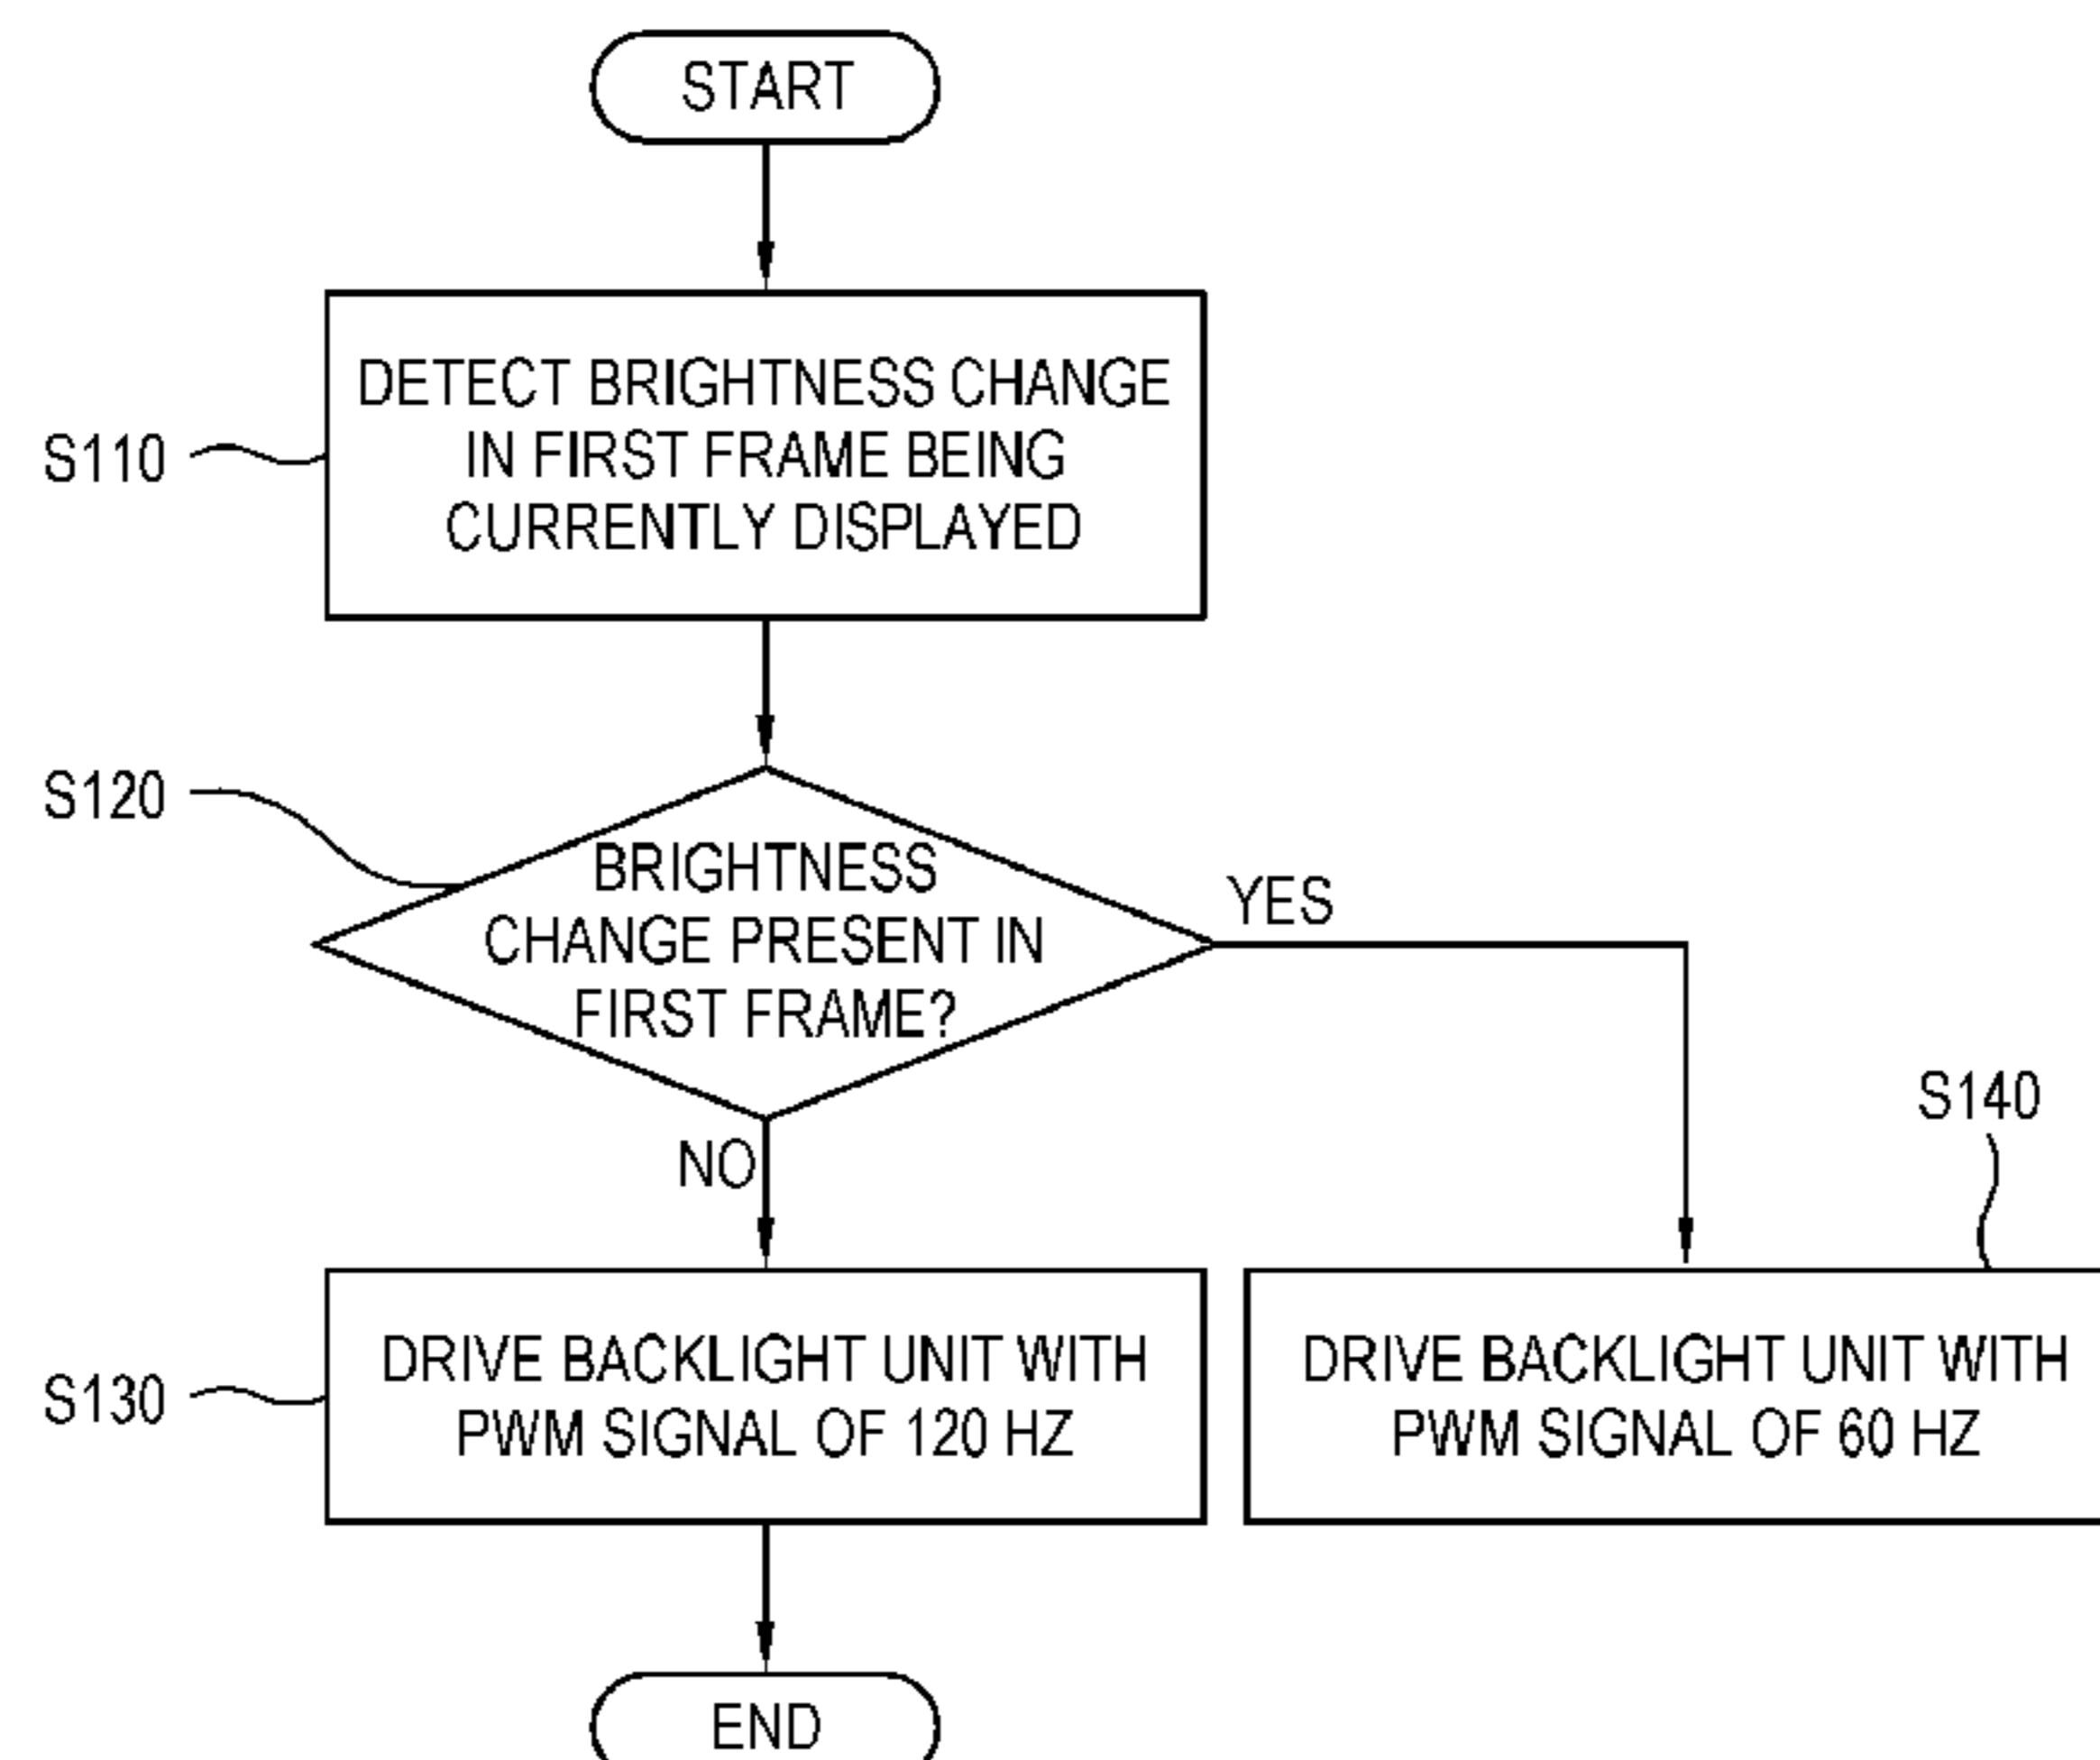 START
S110
DETECT BRIGHTNESS CHANGE
IN FIRST FRAME BEING
CURRENTLY DISPLAYED
S120
BRIGHTNESS
CHANGE PRESENT IN
FIRST FRAME?
YES
NO
S140
S130
DRIVE BACKLIGHT UNIT WITH
PWM SIGNAL OF 120 HZ
DRIVE BACKLIGHT UNIT WITH
PWM SIGNAL OF 60 HZ
END